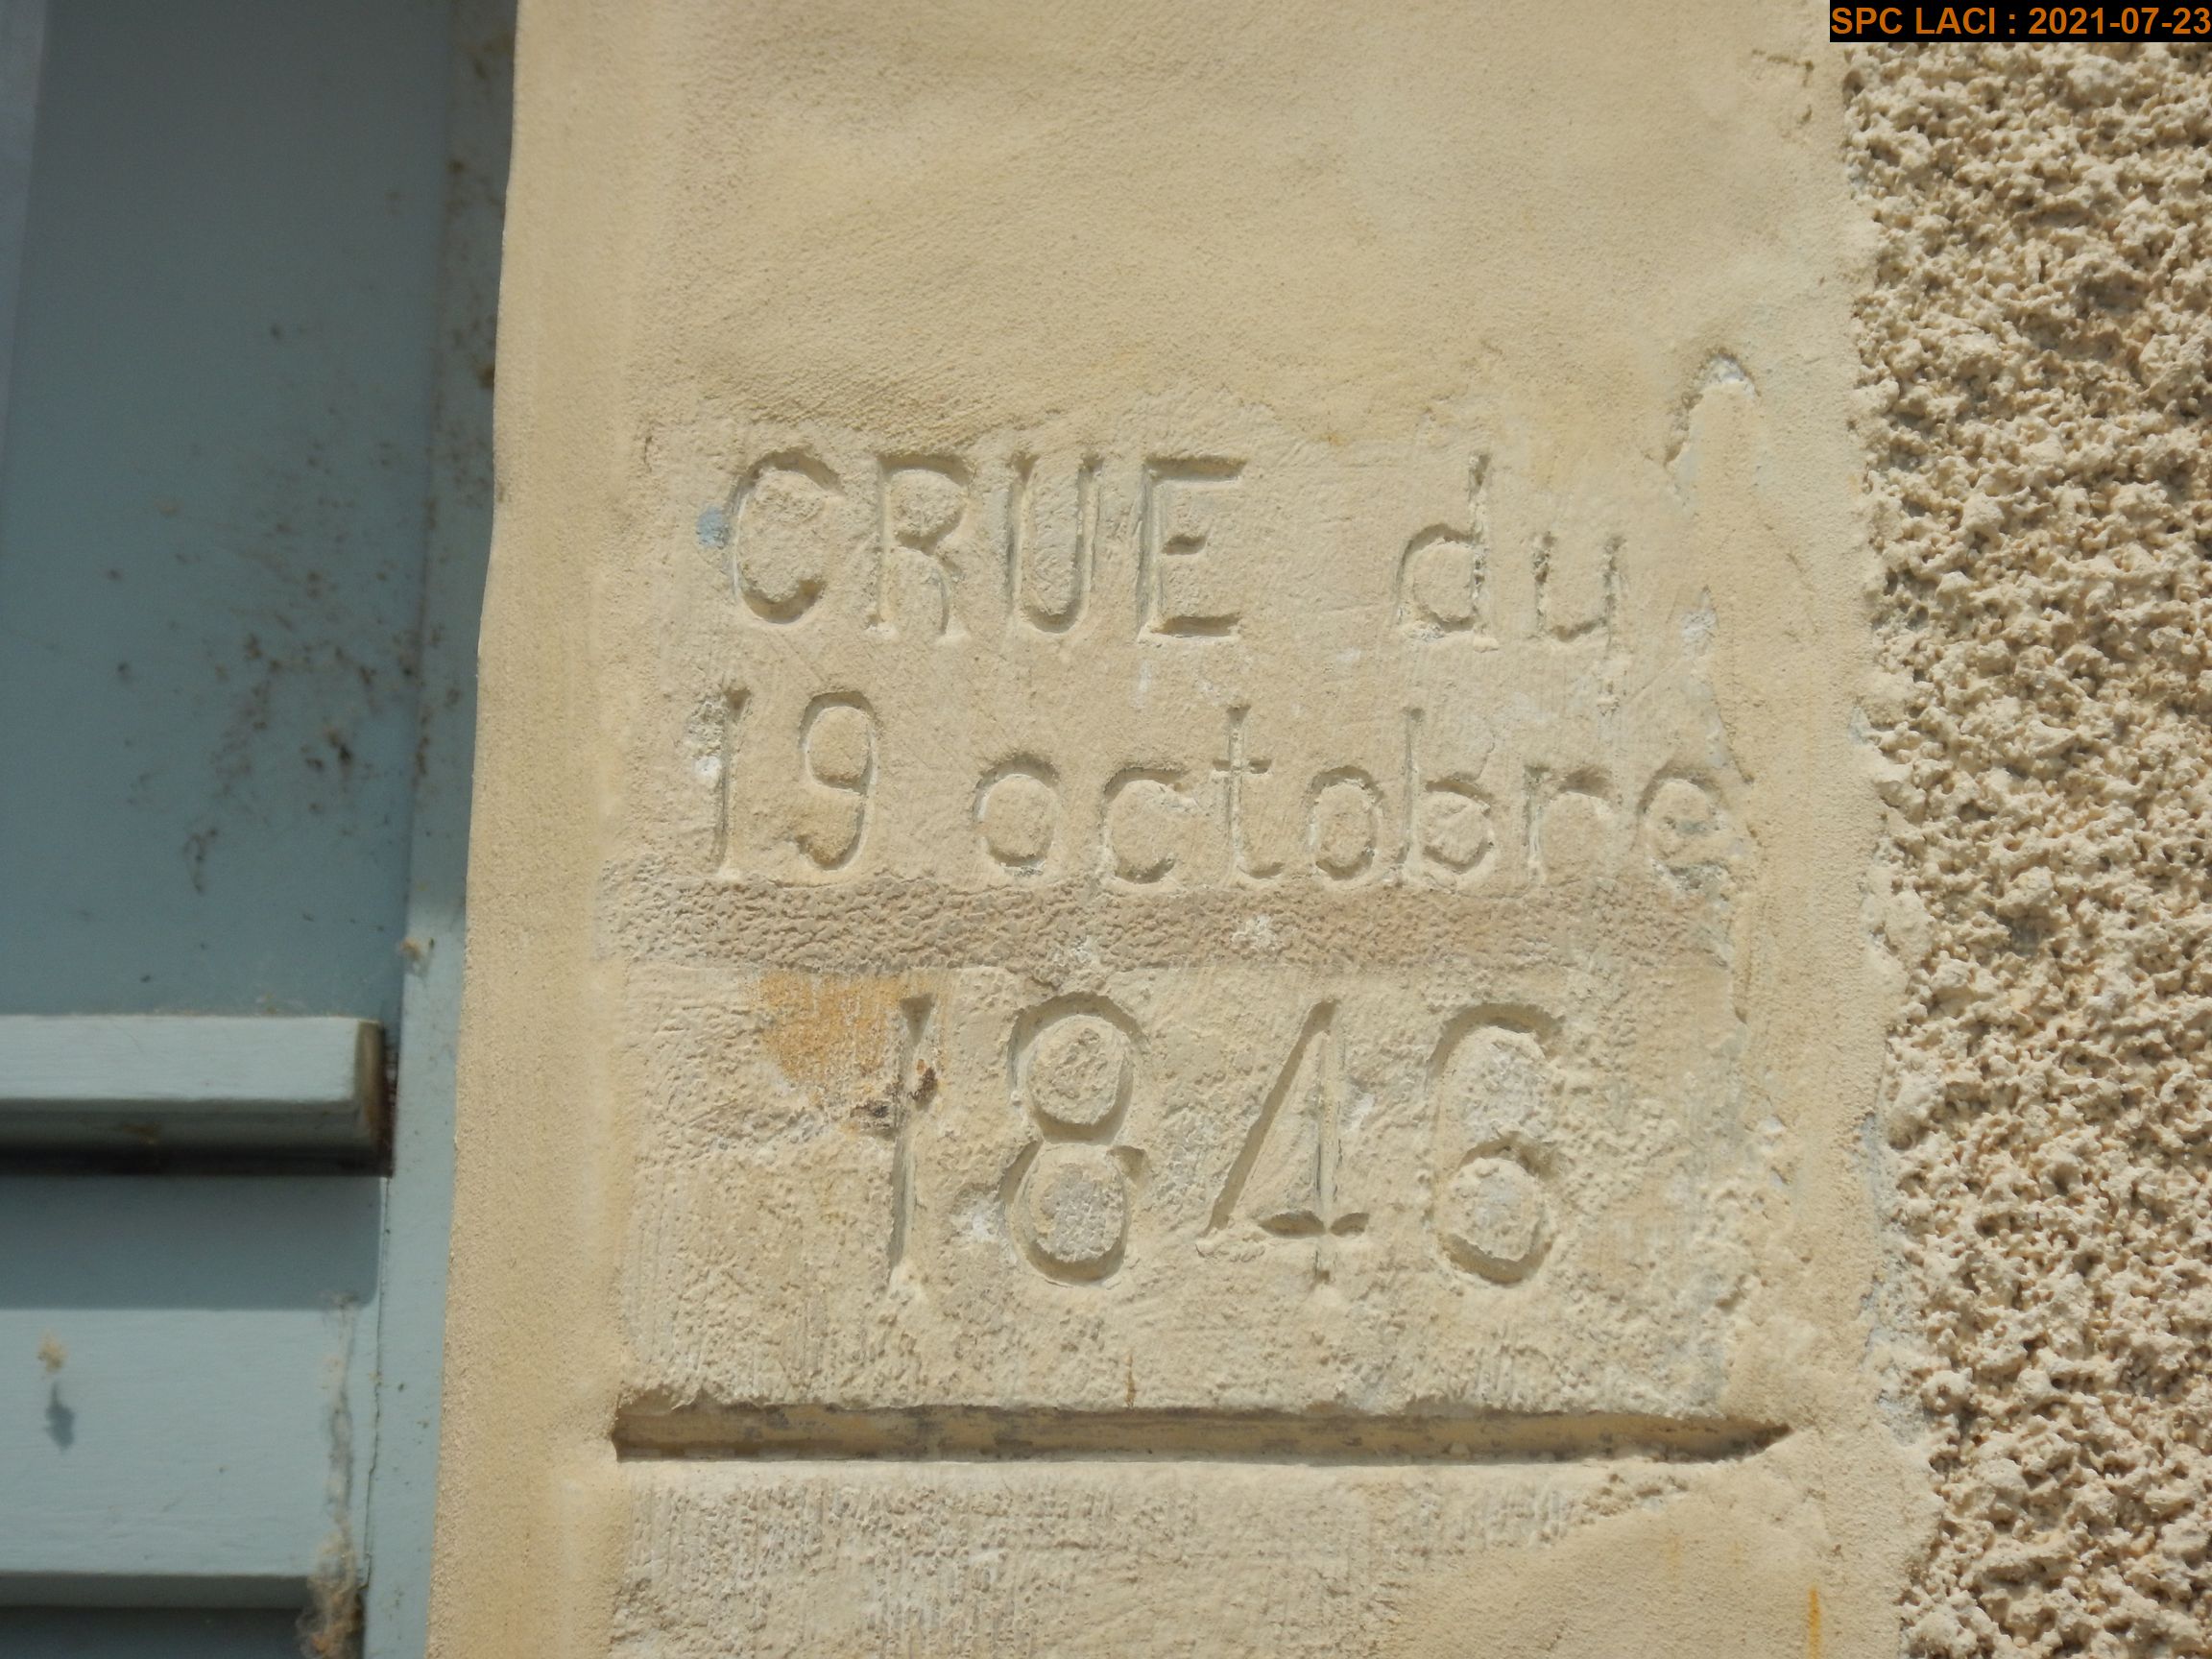 SPC LACI : 2021-07-23
CRUE du
19 octobre
1846